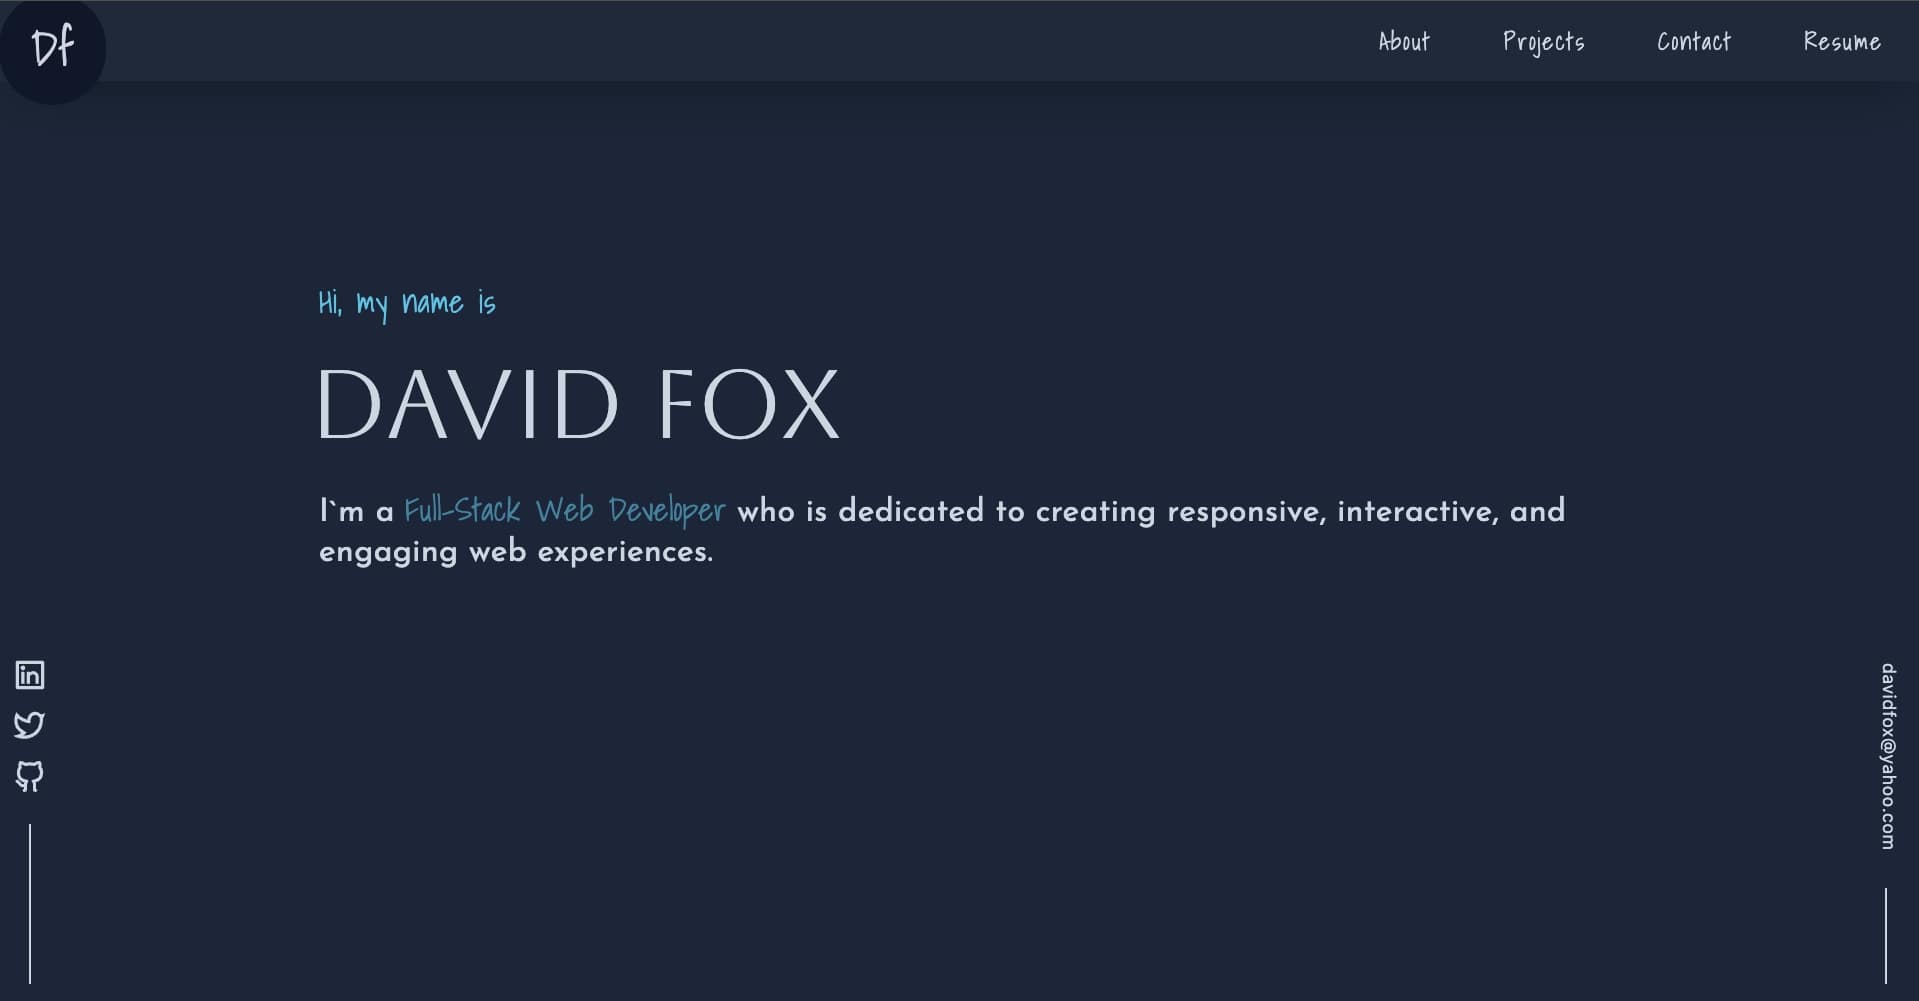 Df
About Projects Contact Resume
Hi, my name is
DAVID FOX
I`m a Full-Stack Web Developer who is dedicated to creating responsive, interactive, and
engaging web experiences.
in
davidfox@yahoo.com